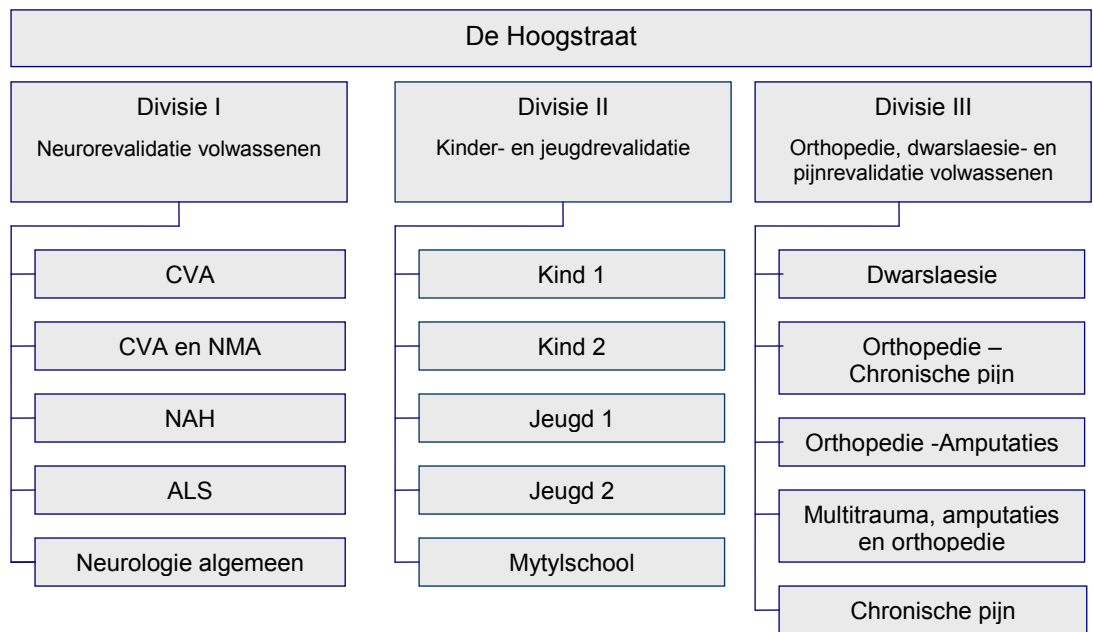 De Hoogstraat
Divisie I
Neurorevalidatie volwassenen
CVA
CVA en NMA
NAH
ALS
Neurologie algemeen
Divisie II
Kinder- en jeugdrevalidatie
Kind 1
Kind 2
Jeugd 1
Jeugd 2
Mytylschool
Divisie III
Orthopedie, dwarslaesie- en
pijnrevalidatie volwassenen
Dwarslaesie
Orthopedie –
Chronische pijn
Orthopedie -Amputaties
Multitrauma, amputaties
en orthopedie
Chronische pijn